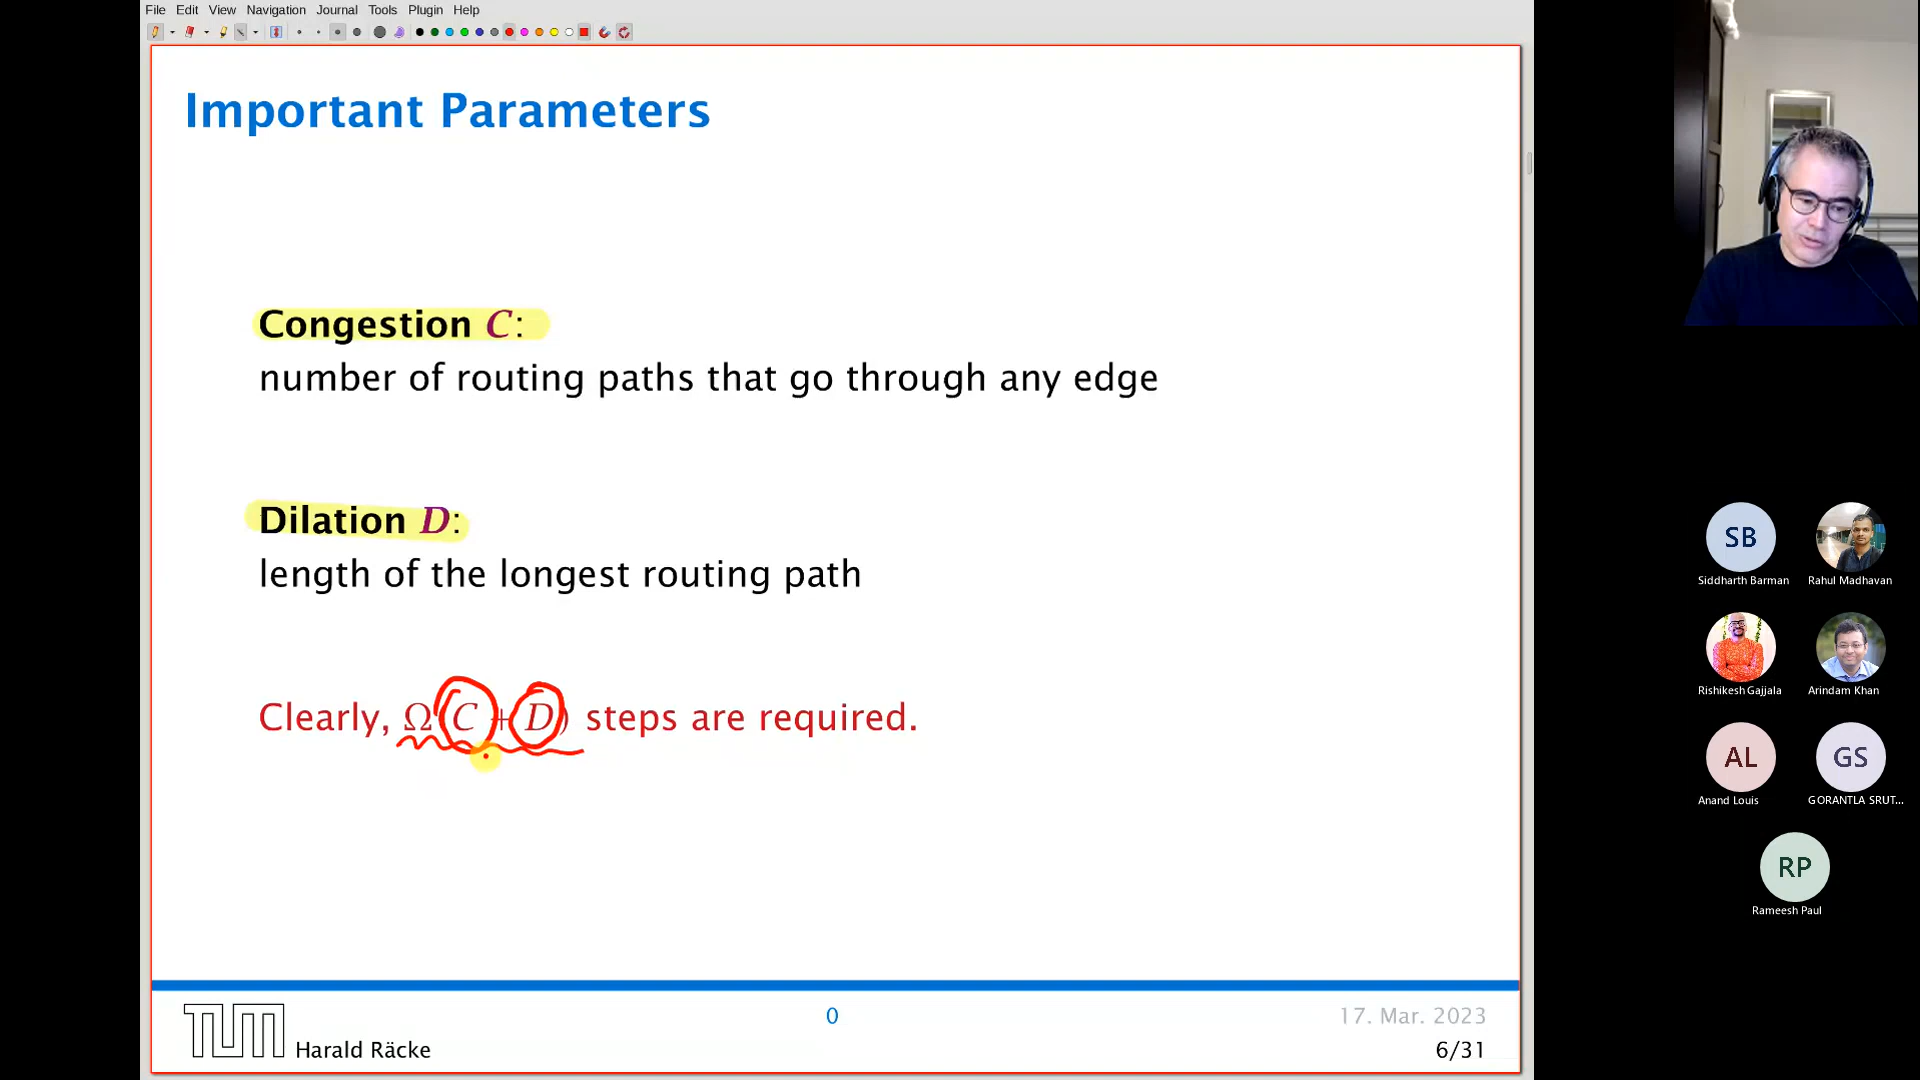 File Edit View Navigation Journal Tools Plugin Help
Important Parameters
Congestion C:
number of routing paths that go through any edge
Dilation D:
length of the longest routing path
Clearly, Ω(C + D) steps are required.
SB
Siddharth Barman
Rahul Madhavan
Rishikesh Gajjala
Arindam Khan
AL
GS
Anand Louis
GORANTLA SRUT...
RP
Rameesh Paul
TUM
Harald Räcke
0
17. Mar. 2023
6/31